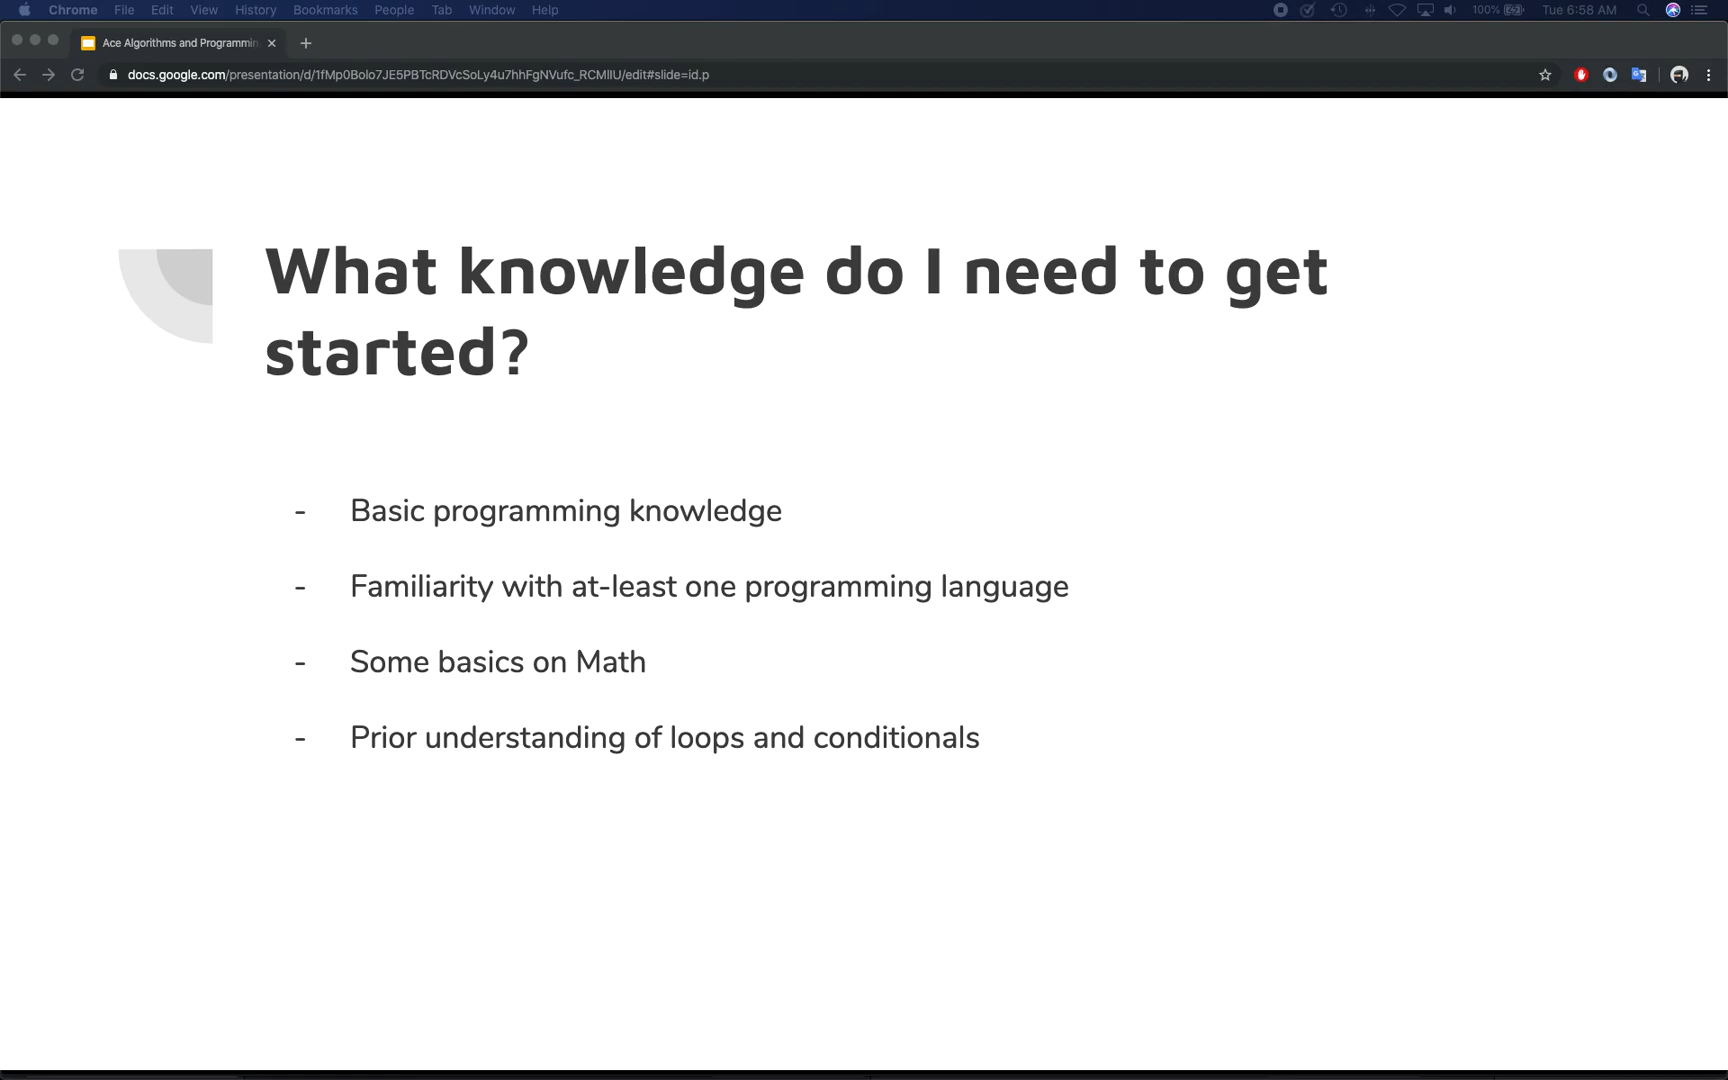 Chrome File Edit View History Bookmarks People Tab Window Help 100% Tue 6:58 AM
Ace Algorithms and Programmin
docs.google.com/presentation/d/1fMp0Bolo7JE5PBTcRDVcSoLy4u7hhFgNVufc_RCMlIU/edit#slide=id.p
What knowledge do I need to get
started?
- Basic programming knowledge
- Familiarity with at-least one programming language
- Some basics on Math
- Prior understanding of loops and conditionals